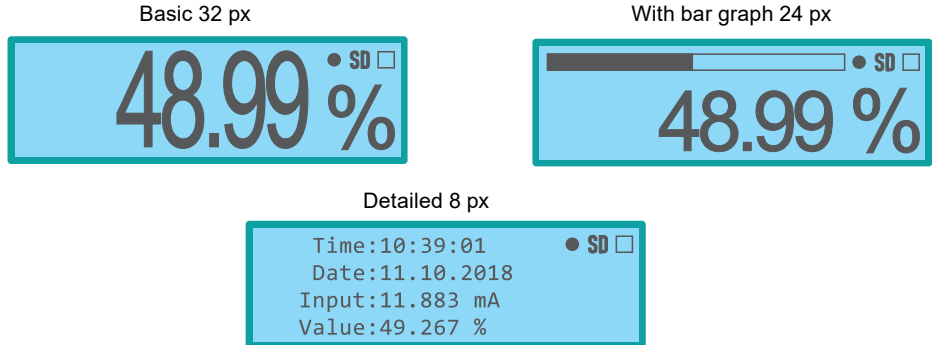 Basic 32 px
With bar graph 24 px
48.99 %
SD
48.99 %
SD
Detailed 8 px
Time:10:39:01
SD
Date:11.10.2018
Input:11.883 mA
Value:49.267 %